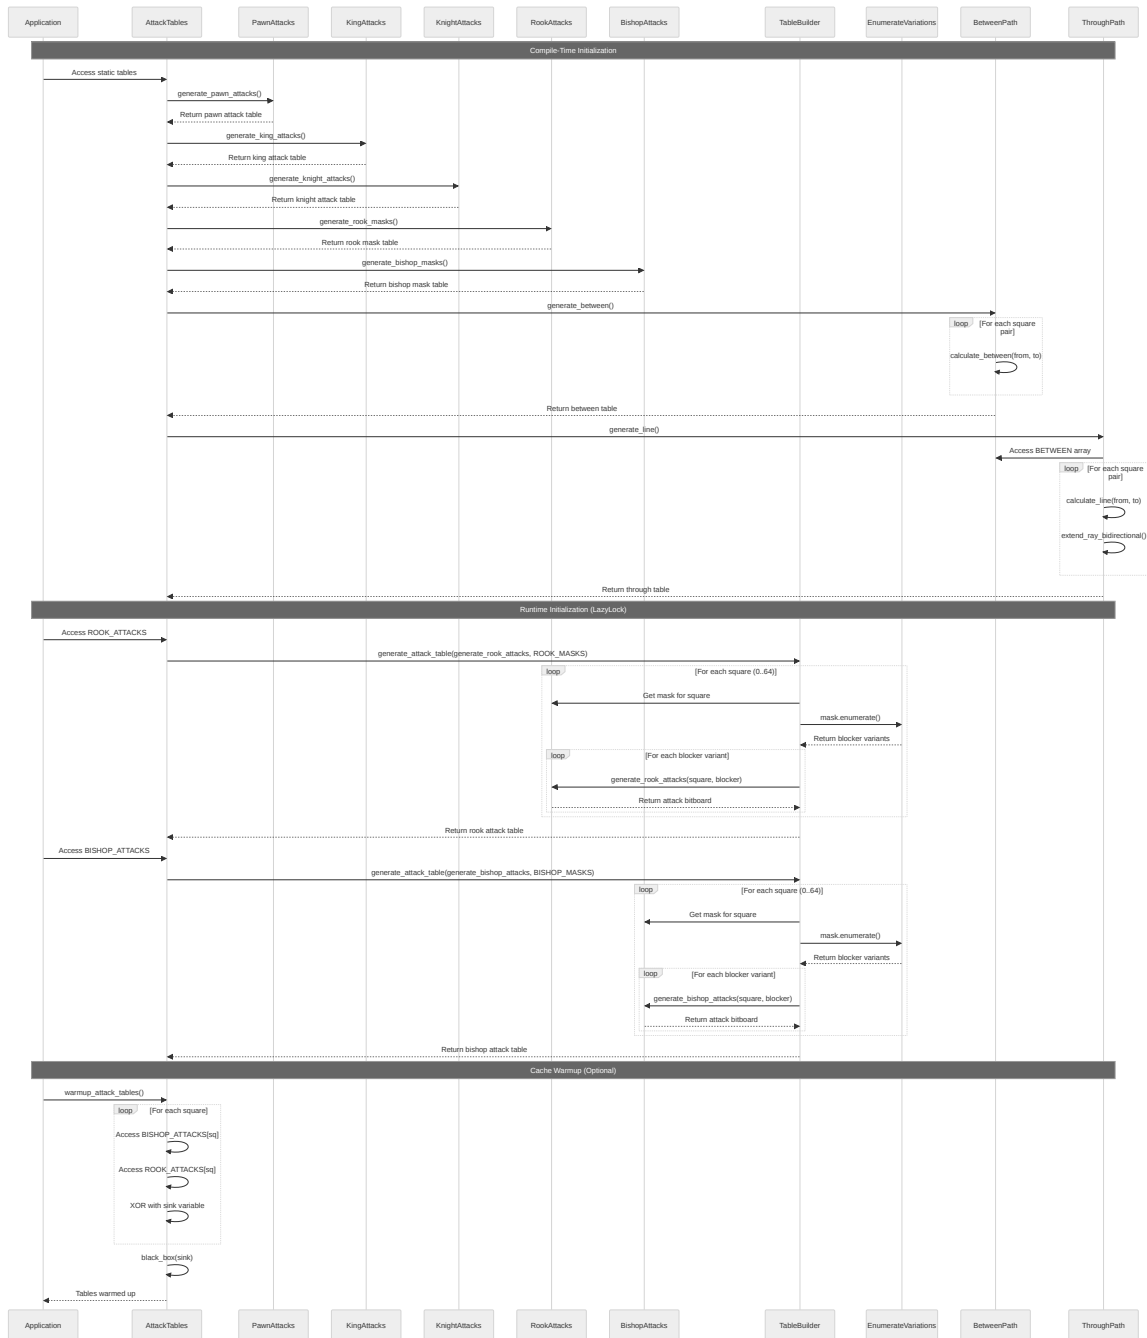 Application AttackTables PawnAttacks KingAttacks KnightAttacks RookAttacks BishopAttacks TableBuilder EnumerateVariations BetweenPath ThroughPath
Compile-Time Initialization
Access static tables
generate_pawn_attacks()
Return pawn attack table
generate_king_attacks()
Return king attack table
generate_knight_attacks()
Return knight attack table
generate_rook_masks()
Return rook mask table
generate_bishop_masks()
Return bishop mask table
generate_between()
loop [For each square
pair]
calculate_between(from, to)
Return between table
generate_line()
Access BETWEEN array
loop [For each square
pair]
calculate_line(from, to)
extend_ray_bidirectional()
Return through table
Runtime Initialization (LazyLock)
Access ROOK_ATTACKS
generate_attack_table(generate_rook_attacks, ROOK_MASKS)
loop [For each square (0..64)]
Get mask for square
mask.enumerate()
Return blocker variants
loop [For each blocker variant]
generate_rook_attacks(square, blocker)
Return attack bitboard
Return rook attack table
Access BISHOP_ATTACKS
generate_attack_table(generate_bishop_attacks, BISHOP_MASKS)
loop [For each square (0..64)]
Get mask for square
mask.enumerate()
Return blocker variants
loop [For each blocker variant]
generate_bishop_attacks(square, blocker)
Return attack bitboard
Return bishop attack table
Cache Warmup (Optional)
warmup_attack_tables()
loop [For each square]
Access BISHOP_ATTACKS[sq]
Access ROOK_ATTACKS[sq]
XOR with sink variable
black_box(sink)
Tables warmed up
Application AttackTables PawnAttacks KingAttacks KnightAttacks RookAttacks BishopAttacks TableBuilder EnumerateVariations BetweenPath ThroughPath